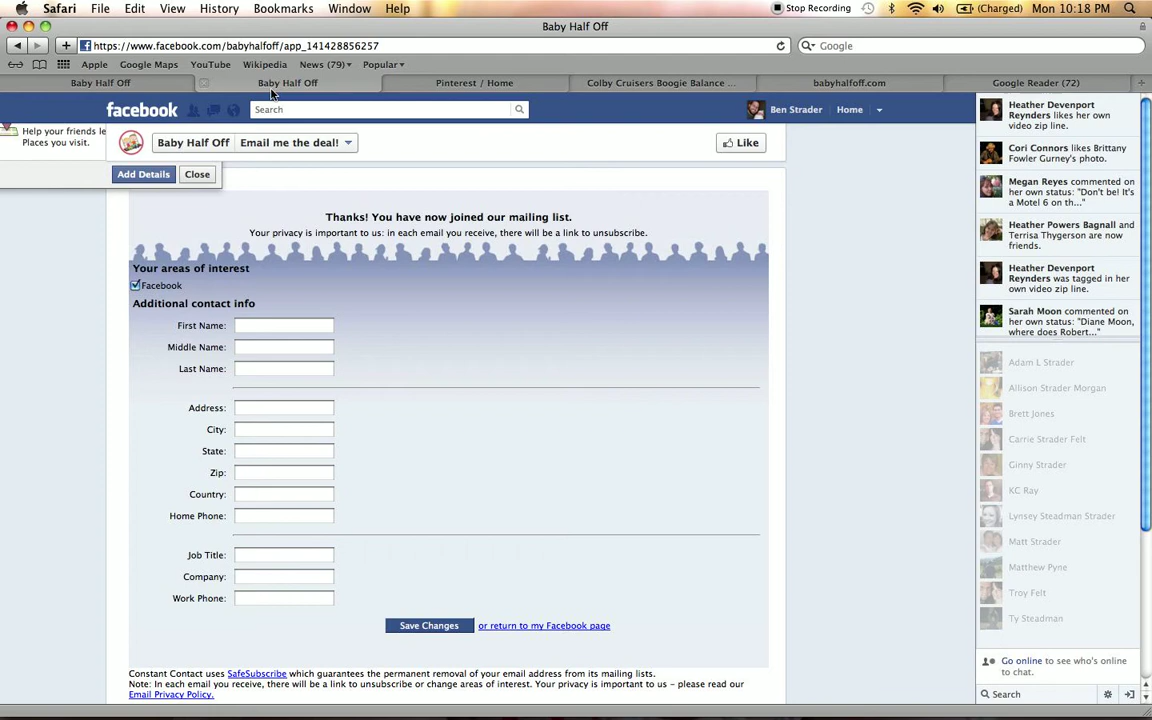 Safari File Edit View History Bookmarks Window Help Stop Recording (Charged) Mon 10:18 PM
Baby Half Off
https://www.facebook.com/babyhalfoff/app_141428856257 Google
Apple Google Maps YouTube Wikipedia News (79) Popular
Baby Half Off Baby Half Off Pinterest / Home Colby Cruisers Boogie Balance ... babyhalfoff.com Google Reader (72)
facebook Search Ben Strader Home
Help your friends le
Places you visit.
Add Details Close
Baby Half Off Email me the deal! Like
Thanks! You have now joined our mailing list.
Your privacy is important to us: in each email you receive, there will be a link to unsubscribe.
Your areas of interest
Facebook
Additional contact info
First Name:
Middle Name:
Last Name:
Address:
City:
State:
Zip:
Country:
Home Phone:
Job Title:
Company:
Work Phone:
Save Changes or return to my Facebook page
Constant Contact uses SafeSubscribe which guarantees the permanent removal of your email address from its mailing lists.
Note: In each email you receive, there will be a link to unsubscribe or change areas of interest. Your privacy is important to us - please read our
Email Privacy Policy.
Heather Devenport
Reynders likes her own
video zip line.
Cori Connors likes Brittany
Fowler Gurney's photo.
Megan Reyes commented on
her own status: "Don't be! It's
a Motel 6 on th..."
Heather Powers Bagnall and
Terrisa Thygerson are now
friends.
Heather Devenport
Reynders was tagged in her
own video zip line.
Sarah Moon commented on
her own status: "Diane Moon,
where does Robert..."
Adam L Strader
Allison Strader Morgan
Brett Jones
Carrie Strader Felt
Ginny Strader
KC Ray
Lynsey Steadman Strader
Matt Strader
Matthew Pyne
Troy Felt
Ty Steadman
Go online to see who's online
to chat.
Search